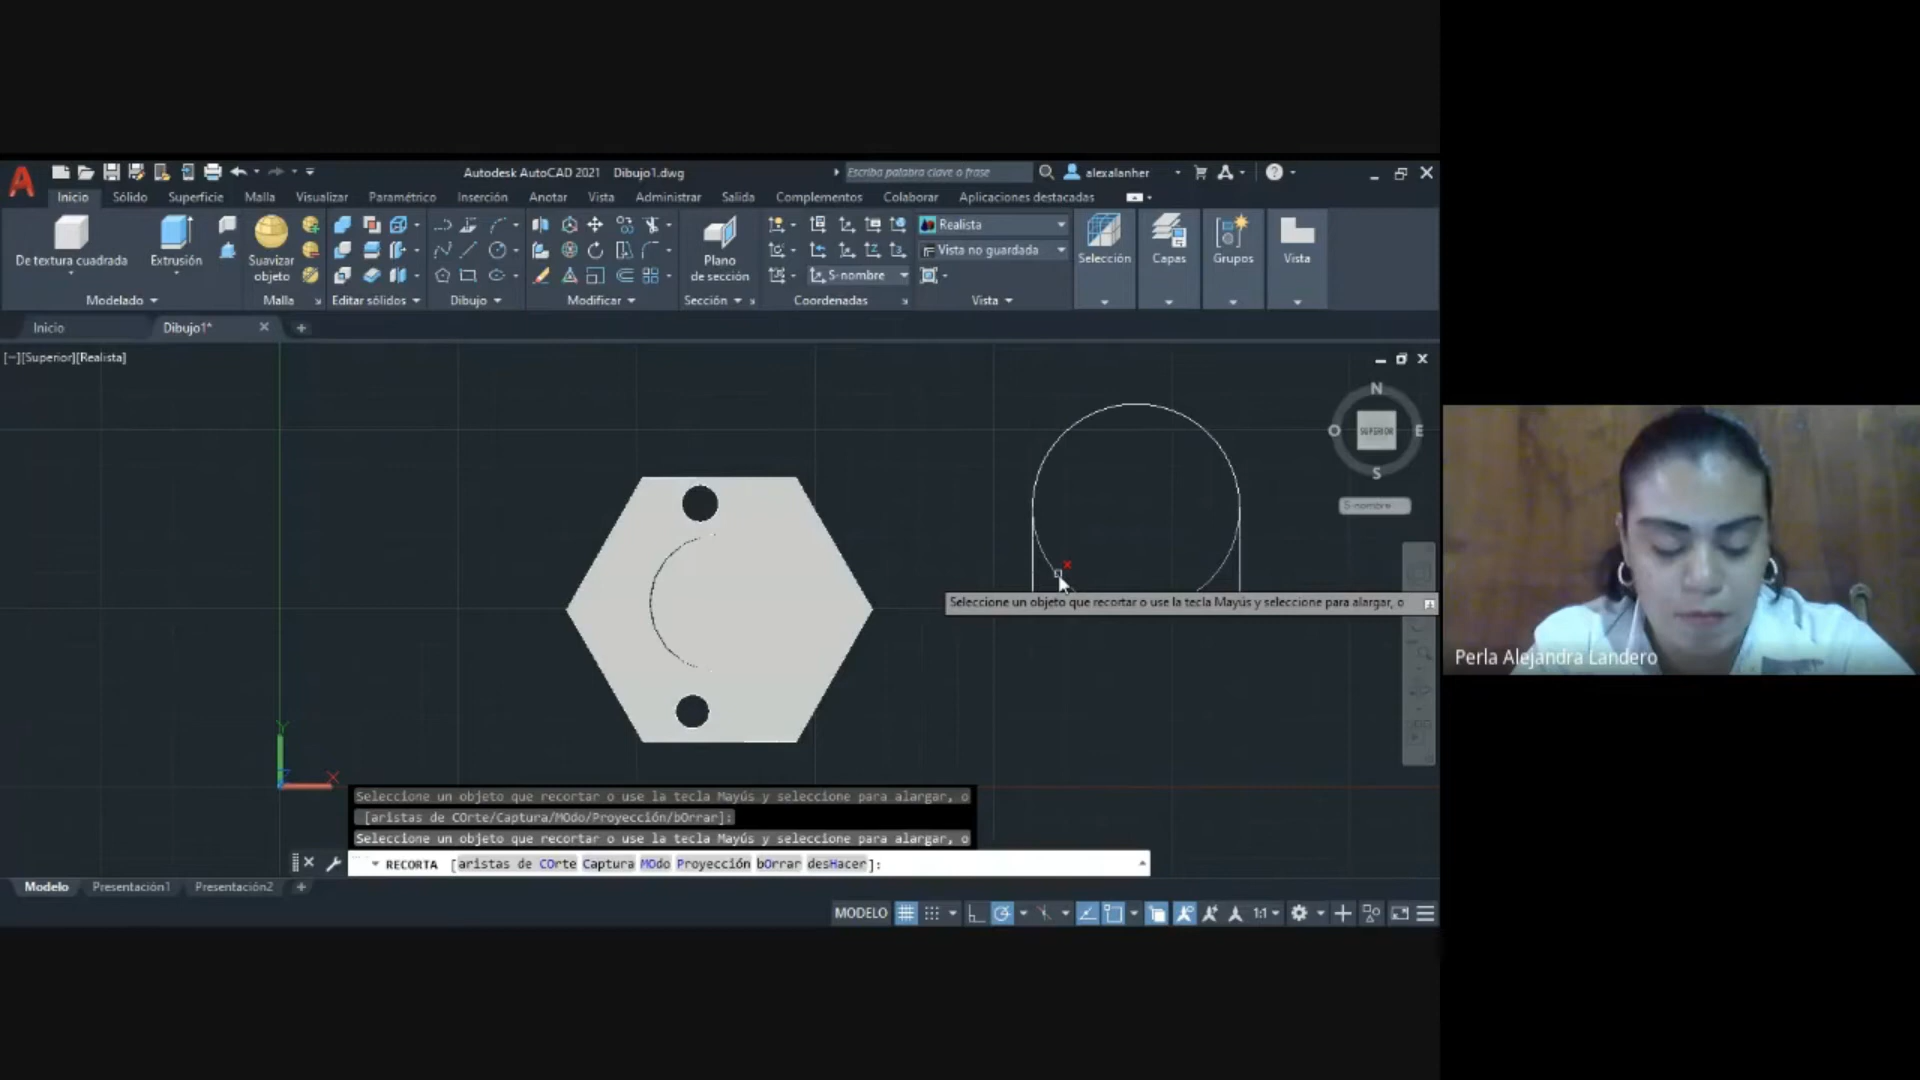 Autodesk AutoCAD 2021 Dibujo1.dwg
Escriba palabra clave o frase
alexalanher
Inicio Sólido Superficie Malla Visualizar Paramétrico Inserción Anotar Vista Administrar Salida Complementos Colaborar Aplicaciones destacadas
De textura cuadrada
Extrusión
Suavizar objeto
Plano de sección
S-nombre
Realista
Vista no guardada
Selección
Capas
Grupos
Vista
Modelado
Malla
Editar sólidos
Dibujo
Modificar
Sección
Coordenadas
Vista
Inicio
Dibujo1*
[−][Superior][Realista]
N
O
SUPERIOR
E
S
S-nombre
Seleccione un objeto que recortar o use la tecla Mayús y seleccione para alargar, o
Y
X
Seleccione un objeto que recortar o use la tecla Mayús y seleccione para alargar, o
[aristas de COrte/Captura/MOdo/Proyección/bOrrar]:
Seleccione un objeto que recortar o use la tecla Mayús y seleccione para alargar, o
RECORTA [aristas de COrte Captura MOdo Proyección bOrrar desHacer]:
Modelo Presentación1 Presentación2
MODELO
1:1
Perla Alejandra Landero